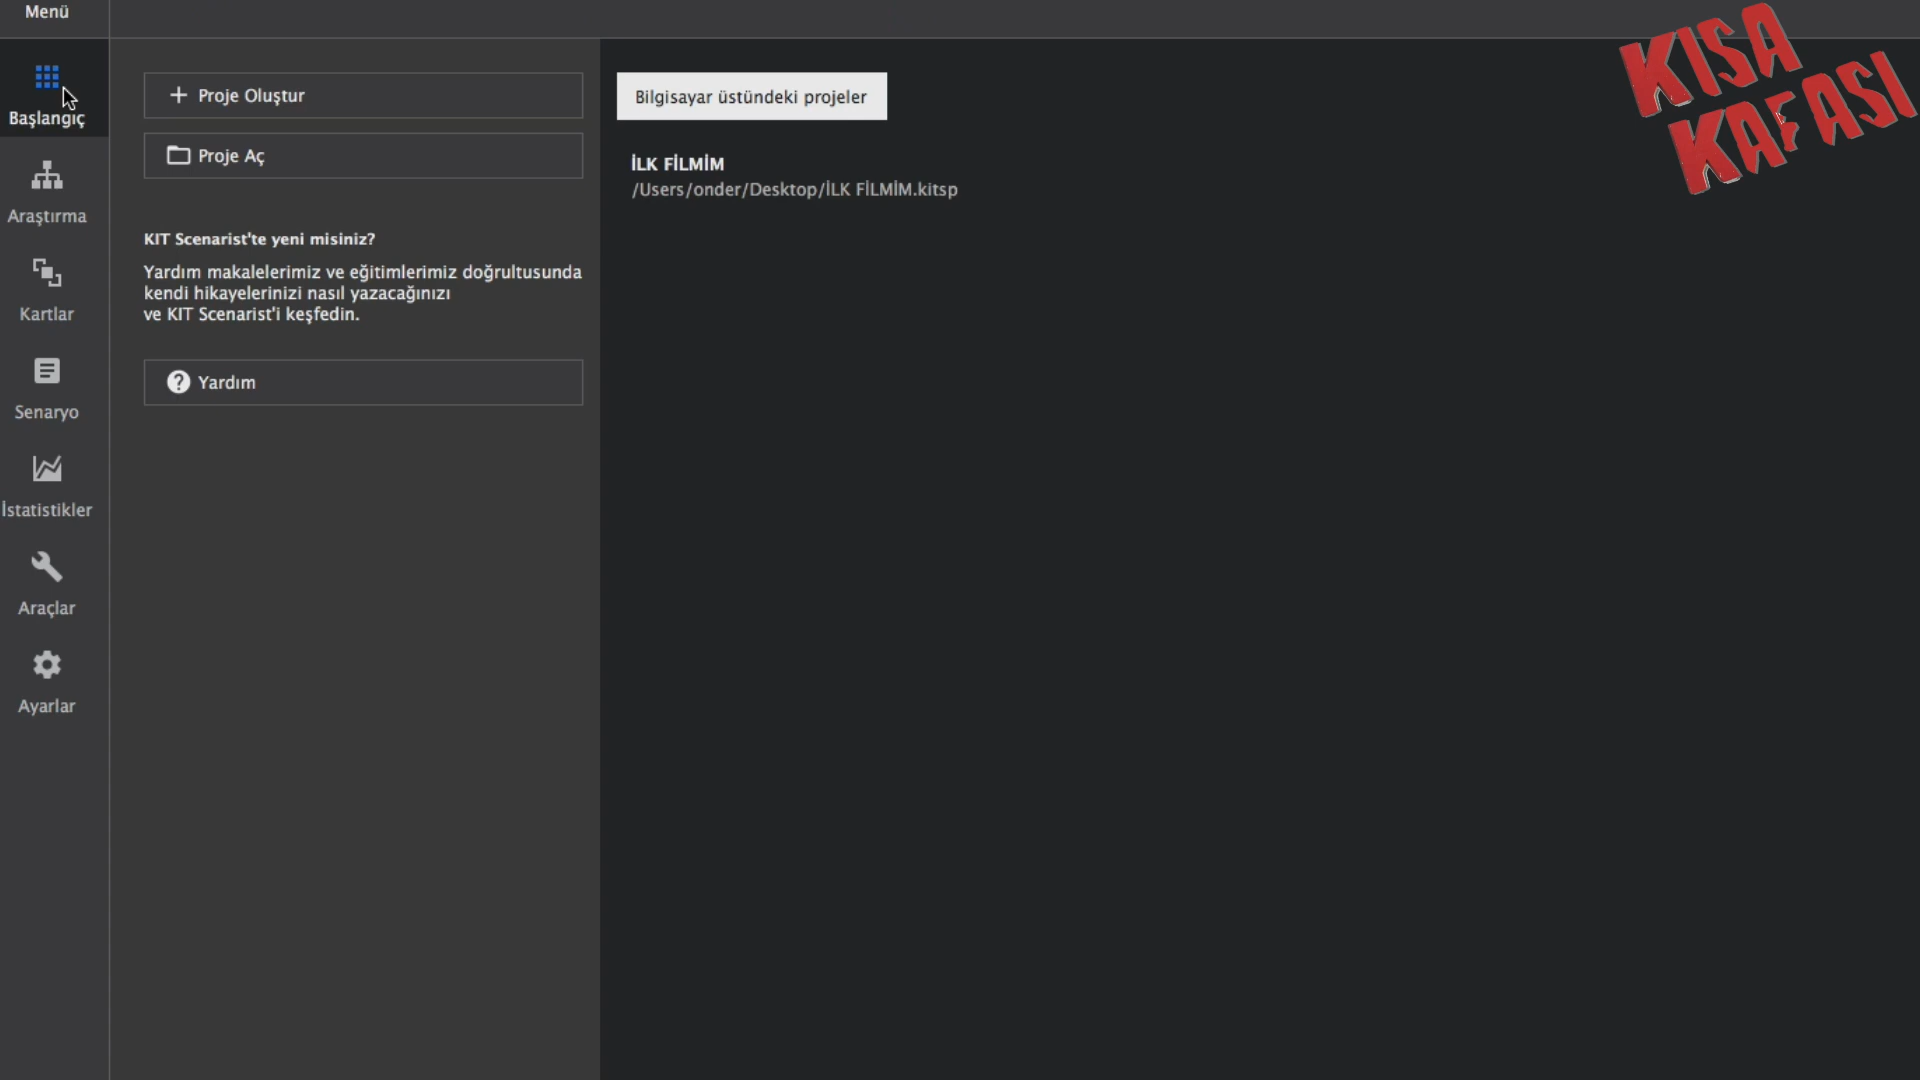 Menü
Başlangıç
Araştırma
Kartlar
Senaryo
İstatistikler
Araçlar
Ayarlar
Proje Oluştur
Proje Aç
KIT Scenarist'te yeni misiniz?
Yardım makalelerimiz ve eğitimlerimiz doğrultusunda
kendi hikayelerinizi nasıl yazacağınızı
ve KIT Scenarist'i keşfedin.
Yardım
Bilgisayar üstündeki projeler
İLK FİLMİM
/Users/onder/Desktop/İLK FİLMİM.kitsp
KISA
KAFASI